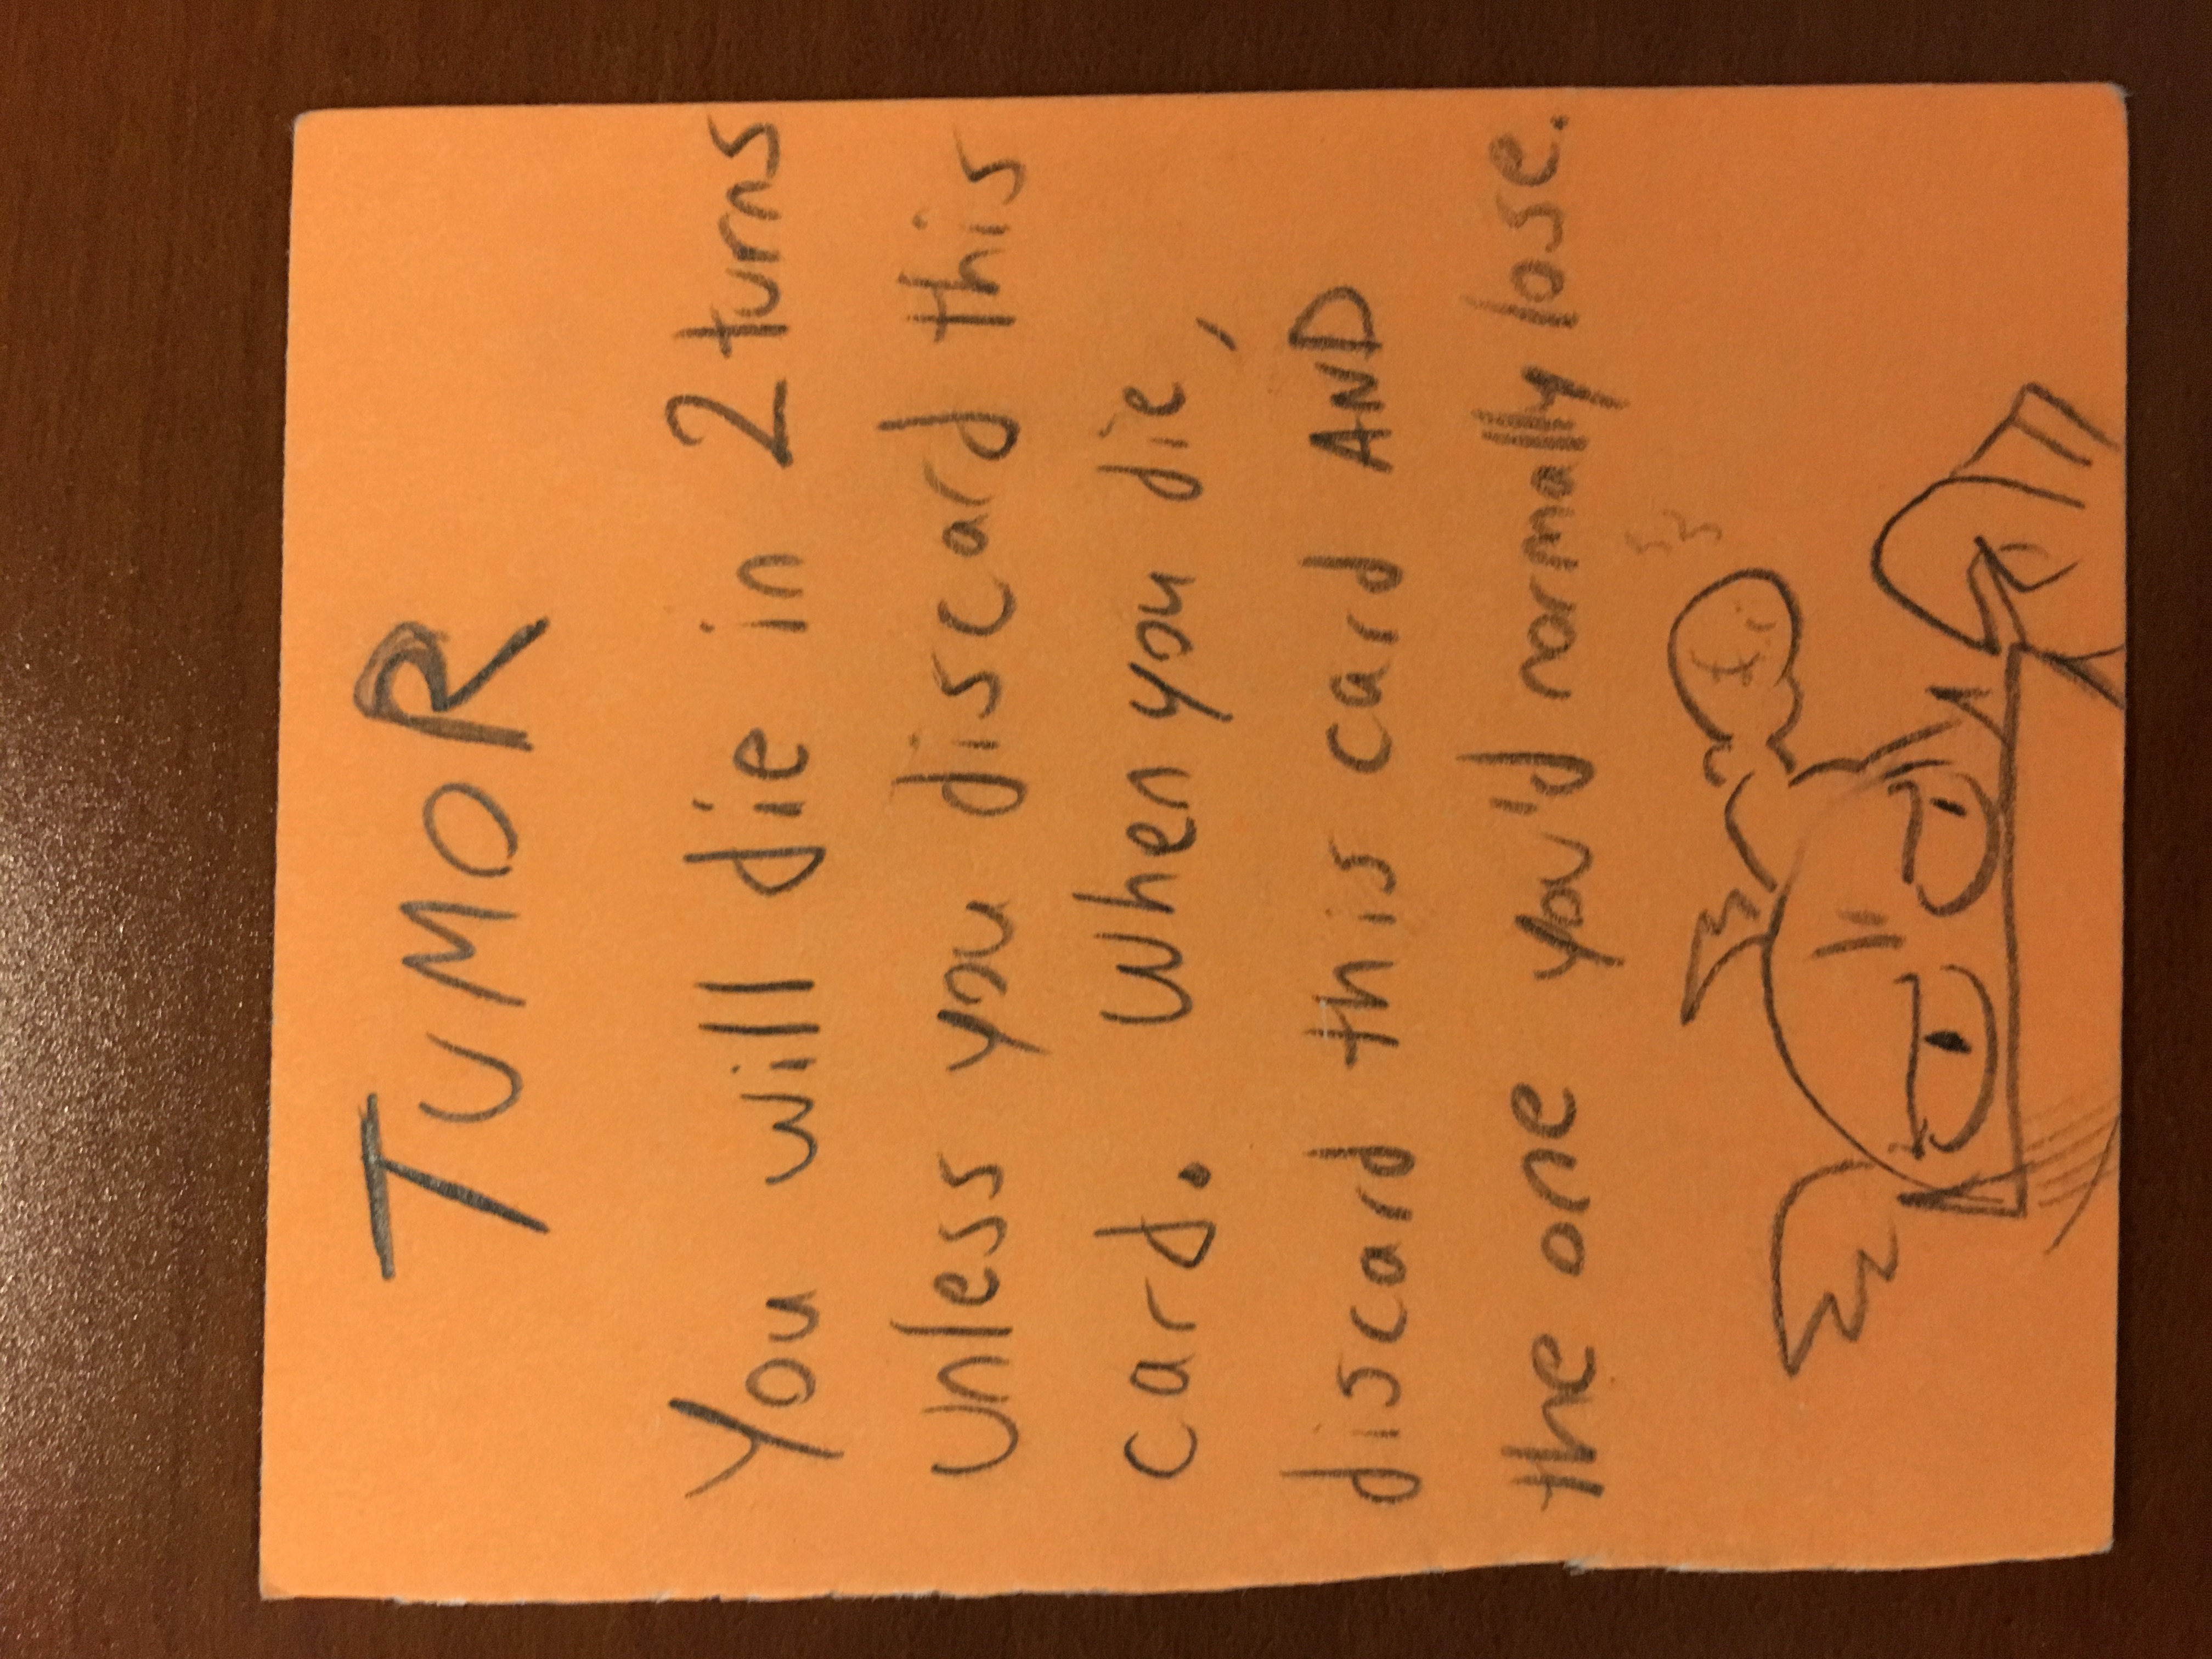 TUMOR
You will die in 2 turns
unless you discard this
card. When you die,
discard this card AND
the one you'd normally lose.